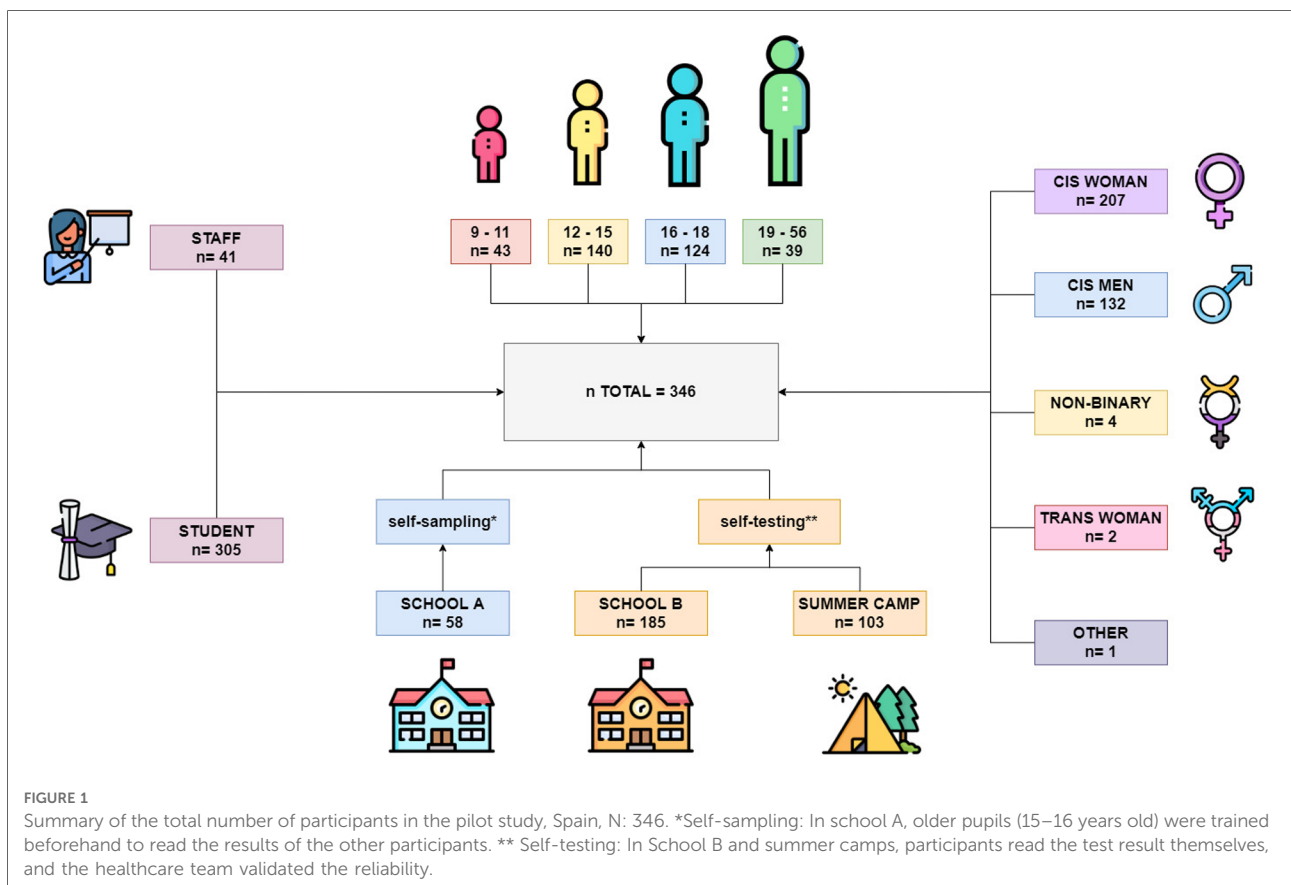 STAFF
n= 41
STUDENT
n= 305
9 - 11
n= 43
12 - 15
n= 140
16 - 18
n= 124
19 - 56
n= 39
n TOTAL = 346
self-sampling*
self-testing**
SCHOOL A
n= 58
SCHOOL B
n= 185
SUMMER CAMP
n= 103
CIS WOMAN
n= 207
CIS MEN
n= 132
NON-BINARY
n= 4
TRANS WOMAN
n= 2
OTHER
n= 1
FIGURE 1
Summary of the total number of participants in the pilot study, Spain, N: 346. *Self-sampling: In school A, older pupils (15–16 years old) were trained
beforehand to read the results of the other participants. ** Self-testing: In School B and summer camps, participants read the test result themselves,
and the healthcare team validated the reliability.